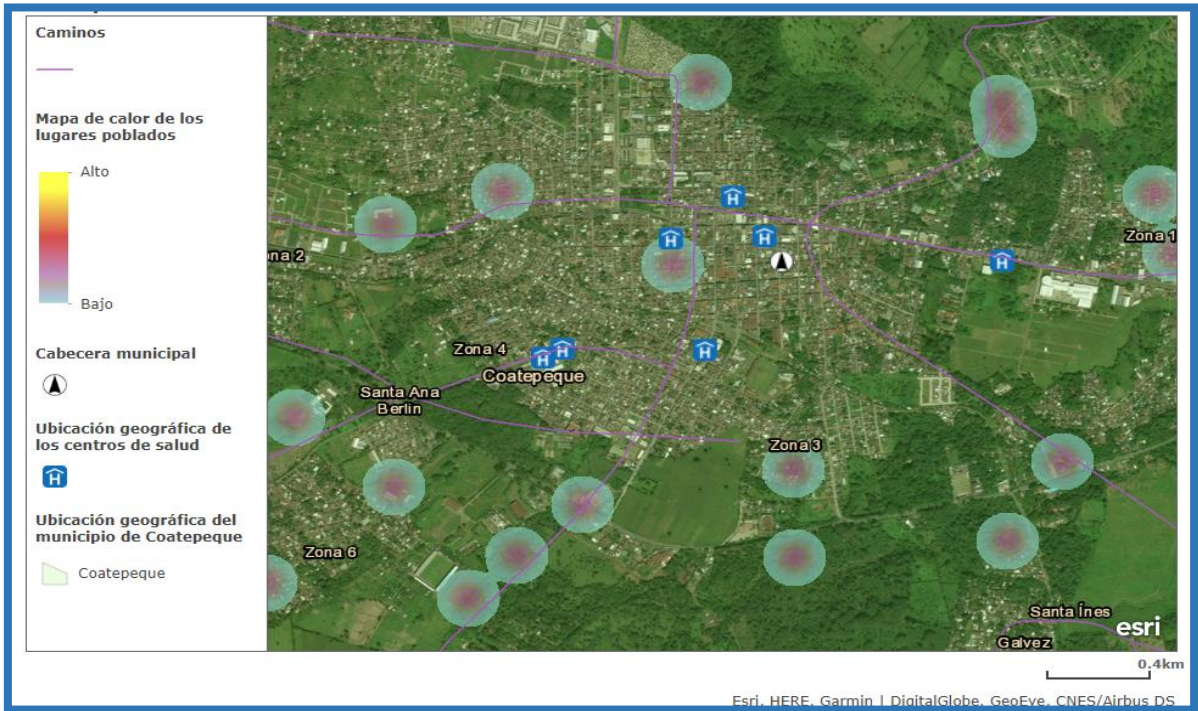 Caminos
Mapa de calor de los
lugares poblados
Alto
Bajo
Cabecera municipal
Ubicación geográfica de
los centros de salud
H
Ubicación geográfica del
municipio de Coatepeque
Coatepeque
H
H
H
Zona 1
na 2
H
Zona 4
H
H
H
Coatepeque
Santa Ana
Berlin
Zona 3
Zona 6
Santa Ínes
esri
Galvez
0.4km
Esri, HERE, Garmin | DigitalGlobe, GeoEye, CNES/Airbus DS